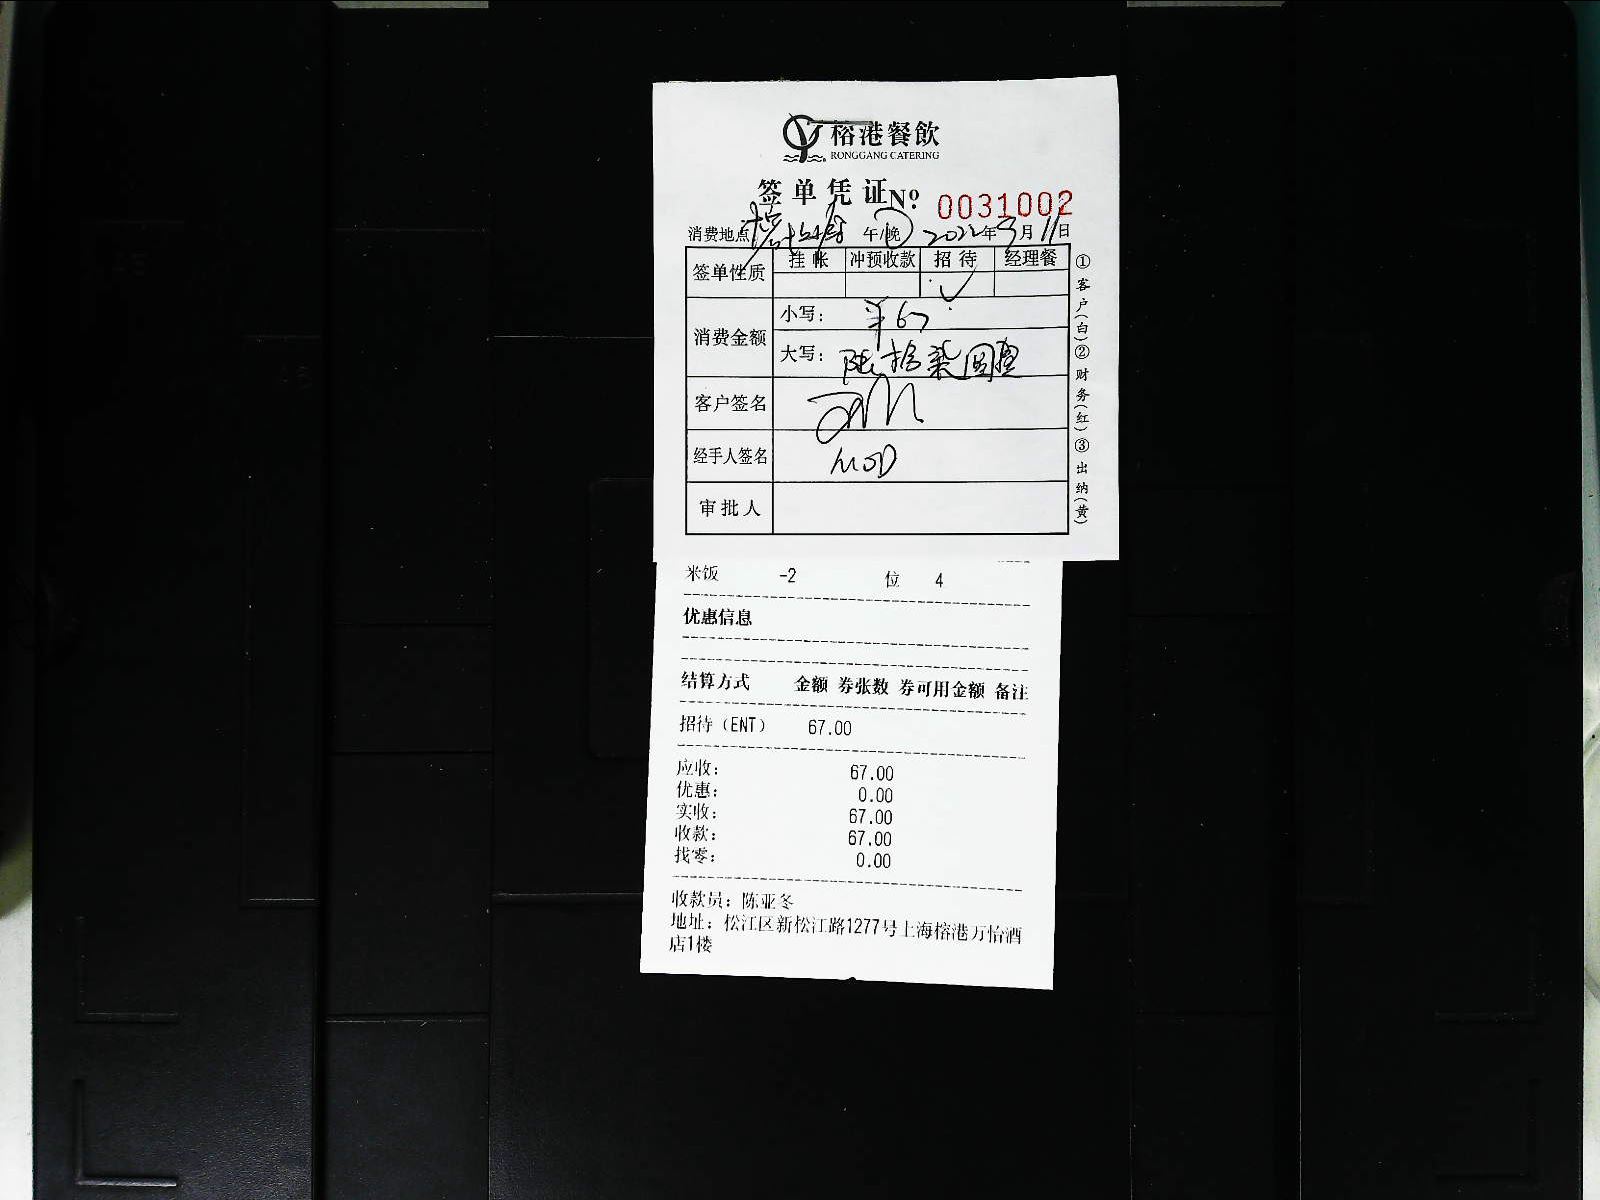 榕港餐飲
RONGGANG CATERING
签单凭证 Nº 0031002
消费地点 午/晚 2022年3月11日
签单性质 挂帐 冲预收款 招待 经理餐
✓
消费金额 小写: ¥67
大写: 陆拾柒圆整
客户签名
经手人签名 MOD
审批人
①客户(白)②财务(红)③出纳(黄)
米饭 -2 位 4
优惠信息
结算方式 金额 券张数 券可用金额 备注
招待(ENT) 67.00
应收: 67.00
优惠: 0.00
实收: 67.00
收款: 67.00
找零: 0.00
收款员: 陈亚冬
地址: 松江区新松江路1277号上海榕港万怡酒
店1楼